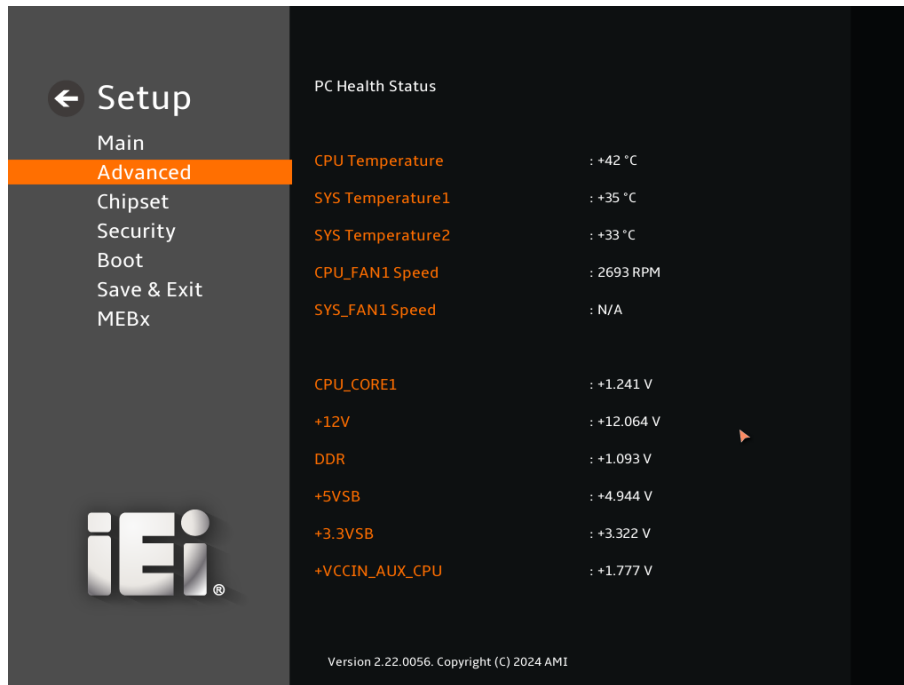 Setup
Main
Advanced
Chipset
Security
Boot
Save & Exit
MEBx
iEi®
PC Health Status
CPU Temperature : +42 °C
SYS Temperature1 : +35 °C
SYS Temperature2 : +33 °C
CPU_FAN1 Speed : 2693 RPM
SYS_FAN1 Speed : N/A
CPU_CORE1 : +1.241 V
+12V : +12.064 V
DDR : +1.093 V
+5VSB : +4.944 V
+3.3VSB : +3.322 V
+VCCIN_AUX_CPU : +1.777 V
Version 2.22.0056. Copyright (C) 2024 AMI